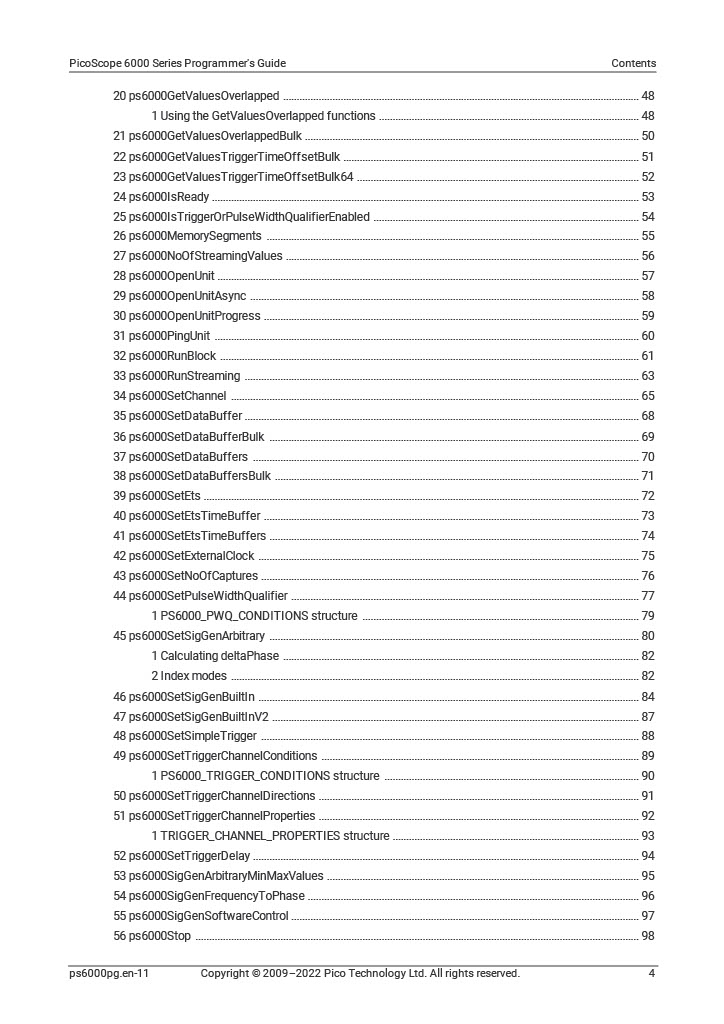 PicoScope 6000 Series Programmer's Guide Contents
20 ps6000GetValuesOverlapped 48
1 Using the GetValuesOverlapped functions 48
21 ps6000GetValuesOverlappedBulk 50
22 ps6000GetValuesTriggerTimeOffsetBulk 51
23 ps6000GetValuesTriggerTimeOffsetBulk64 52
24 ps6000IsReady 53
25 ps6000IsTriggerOrPulseWidthQualifierEnabled 54
26 ps6000MemorySegments 55
27 ps6000NoOfStreamingValues 56
28 ps6000OpenUnit 57
29 ps6000OpenUnitAsync 58
30 ps6000OpenUnitProgress 59
31 ps6000PingUnit 60
32 ps6000RunBlock 61
33 ps6000RunStreaming 63
34 ps6000SetChannel 65
35 ps6000SetDataBuffer 68
36 ps6000SetDataBufferBulk 69
37 ps6000SetDataBuffers 70
38 ps6000SetDataBuffersBulk 71
39 ps6000SetEts 72
40 ps6000SetEtsTimeBuffer 73
41 ps6000SetEtsTimeBuffers 74
42 ps6000SetExternalClock 75
43 ps6000SetNoOfCaptures 76
44 ps6000SetPulseWidthQualifier 77
1 PS6000_PWQ_CONDITIONS structure 79
45 ps6000SetSigGenArbitrary 80
1 Calculating deltaPhase 82
2 Index modes 82
46 ps6000SetSigGenBuiltIn 84
47 ps6000SetSigGenBuiltInV2 87
48 ps6000SetSimpleTrigger 88
49 ps6000SetTriggerChannelConditions 89
1 PS6000_TRIGGER_CONDITIONS structure 90
50 ps6000SetTriggerChannelDirections 91
51 ps6000SetTriggerChannelProperties 92
1 TRIGGER_CHANNEL_PROPERTIES structure 93
52 ps6000SetTriggerDelay 94
53 ps6000SigGenArbitraryMinMaxValues 95
54 ps6000SigGenFrequencyToPhase 96
55 ps6000SigGenSoftwareControl 97
56 ps6000Stop 98
ps6000pg.en-11 Copyright © 2009–2022 Pico Technology Ltd. All rights reserved. 4